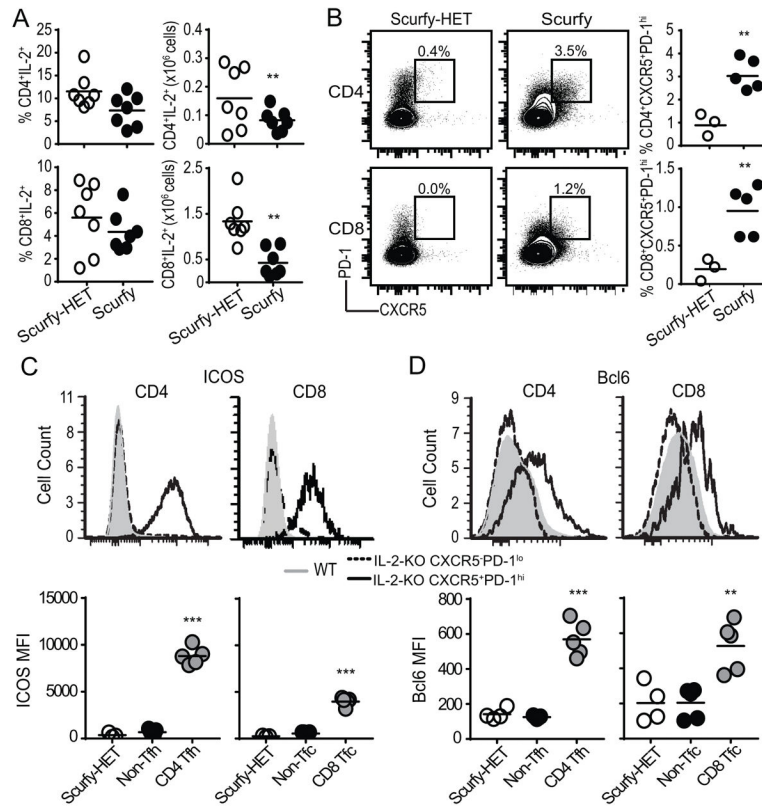 A
% CD4⁺IL-2⁺
25
20
15
10
5
0
CD4⁺IL-2⁺ (x10⁶ cells)
0.4
0.3
0.2
0.1
0
**
% CD8⁺IL-2⁺
10
8
6
4
2
0
Scurfy-HET
Scurfy
CD8⁺IL-2⁺ (x10⁶ cells)
3.0
1.5
0.5
0
**
Scurfy-HET
Scurfy
B
Scurfy-HET
Scurfy
CD4
0.4%
3.5%
CD8
0.0%
1.2%
PD-1
CXCR5
% CD4⁺CXCR5⁺PD-1ʰⁱ
5
4
3
2
1
0
**
% CD8⁺CXCR5⁺PD-1ʰⁱ
1.5
1.0
0.5
0
**
Scurfy-HET
Scurfy
C
ICOS
CD4
CD8
Cell Count
11
8
6
3
0
D
Bcl6
CD4
CD8
Cell Count
9
7
5
2
0
WT
IL-2-KO CXCR5⁻PD-1ˡᵒ
IL-2-KO CXCR5⁺PD-1ʰⁱ
ICOS MFI
15000
10000
5000
0
***
Scurfy-HET
Non-Tfh
CD4 Tfh
***
Scurfy-HET
Non-Tfc
CD8 Tfc
Bcl6 MFI
800
600
400
200
0
***
Scurfy-HET
Non-Tfh
CD4 Tfh
**
Scurfy-HET
Non-Tfc
CD8 Tfc